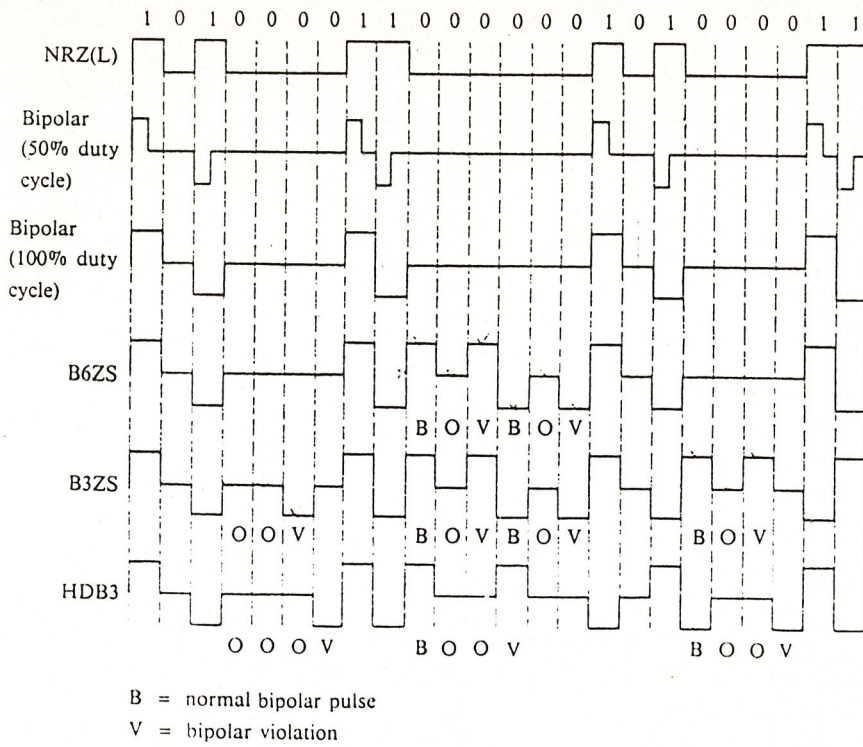 1 0 1 0 0 0 0 1 1 0 0 0 0 0 0 1 0 1 0 0 0 0 1 1
NRZ(L)
Bipolar
(50% duty
cycle)
Bipolar
(100% duty
cycle)
B6ZS
B O V B O V
B3ZS
O O V B O V B O V B O V
HDB3
O O O V B O O V B O O V
B = normal bipolar pulse
V = bipolar violation